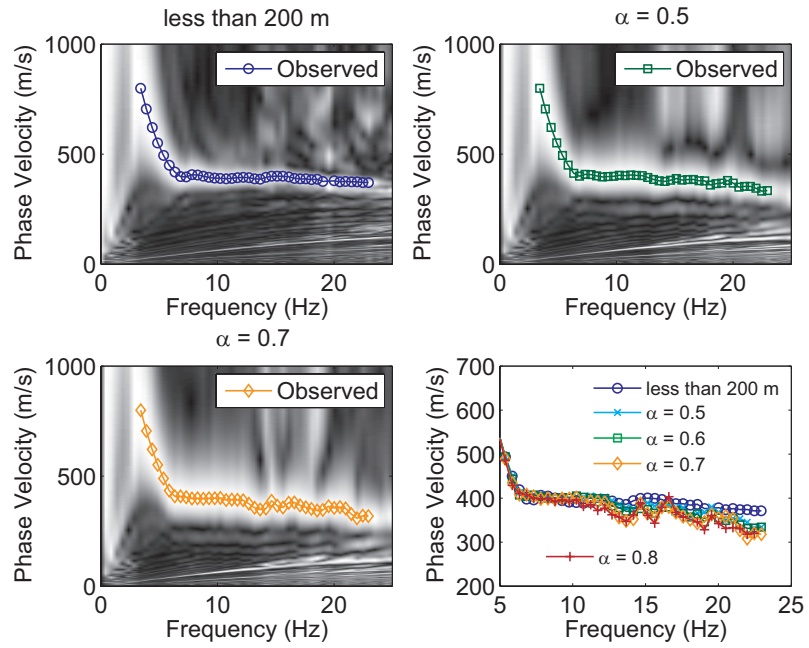 less than 200 m
1000
500
0
0
10
20
Phase Velocity (m/s)
Frequency (Hz)
Observed
α = 0.5
1000
500
0
0
10
20
Phase Velocity (m/s)
Frequency (Hz)
Observed
α = 0.7
1000
500
0
0
10
20
Phase Velocity (m/s)
Frequency (Hz)
Observed
700
600
500
400
300
200
5
10
15
20
25
Phase Velocity (m/s)
Frequency (Hz)
less than 200 m
α = 0.5
α = 0.6
α = 0.7
α = 0.8